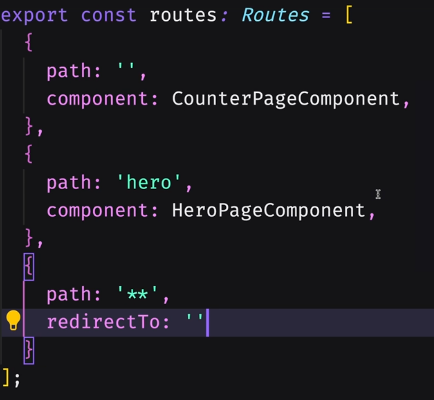 export const routes: Routes = [
  {
    path: '',
    component: CounterPageComponent,
  },
  {
    path: 'hero',
    component: HeroPageComponent,
  },
  {
    path: '**',
    redirectTo: ''
  }
];